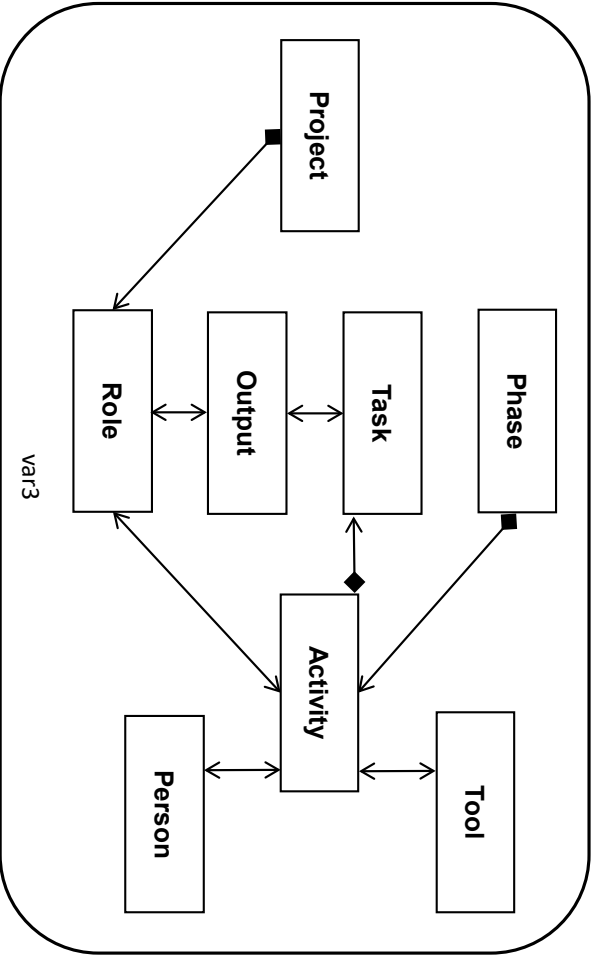 Project
Phase
Task
Output
Role
Tool
Activity
Person
var3